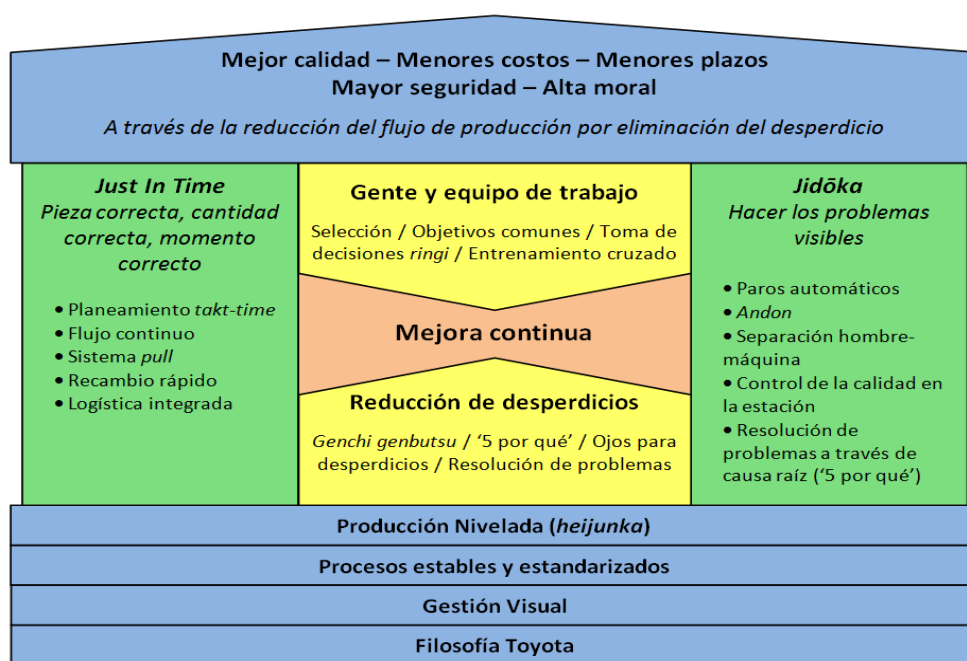 Mejor calidad – Menores costos – Menores plazos
Mayor seguridad – Alta moral
A través de la reducción del flujo de producción por eliminación del desperdicio
Just In Time
Pieza correcta, cantidad
correcta, momento
correcto
• Planeamiento takt-time
• Flujo continuo
• Sistema pull
• Recambio rápido
• Logística integrada
Gente y equipo de trabajo
Selección / Objetivos comunes / Toma de
decisiones ringi / Entrenamiento cruzado
Mejora continua
Reducción de desperdicios
Genchi genbutsu / ‘5 por qué’ / Ojos para
desperdicios / Resolución de problemas
Jidōka
Hacer los problemas
visibles
• Paros automáticos
• Andon
• Separación hombre-
máquina
• Control de la calidad en
la estación
• Resolución de
problemas a través de
causa raíz (‘5 por qué’)
Producción Nivelada (heijunka)
Procesos estables y estandarizados
Gestión Visual
Filosofía Toyota